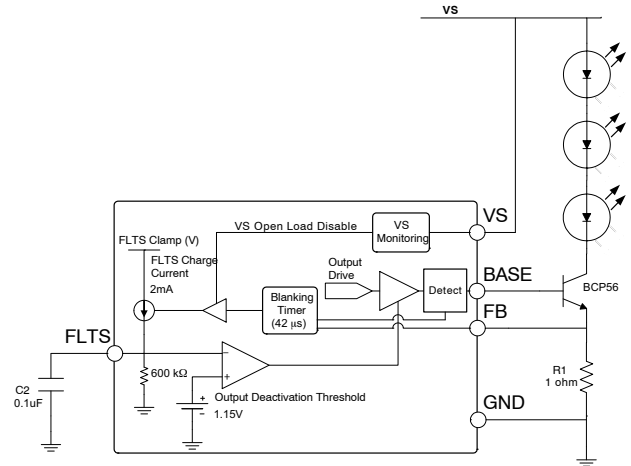 VS
VS
VS Open Load Disable
VS
Monitoring
FLTS Clamp (V)
FLTS Charge
Current
2mA
Output
Drive
BASE
Detect
BCP56
Blanking
Timer
(42 µs)
FB
FLTS
R1
1 ohm
600 kΩ
C2
0.1uF
−
+
Output Deactivation Threshold
+
−
1.15V
GND